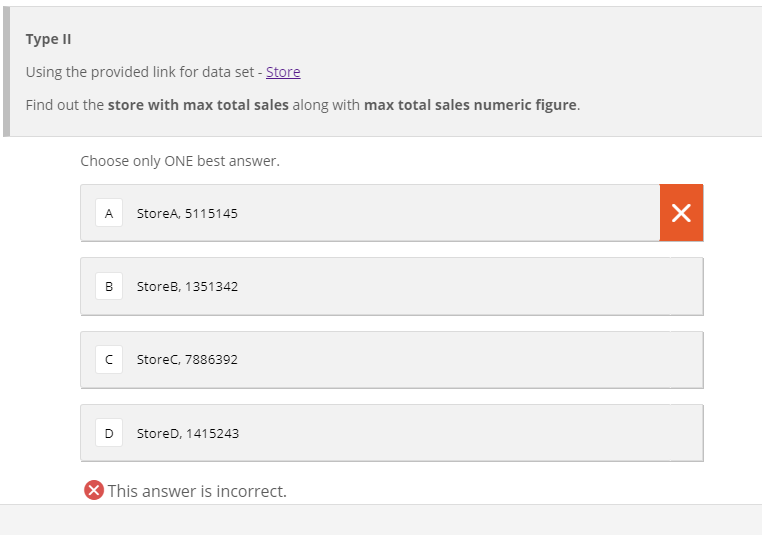 Type II
Using the provided link for data set - Store
Find out the store with max total sales along with max total sales numeric figure.
Choose only ONE best answer.
A StoreA, 5115145
B StoreB, 1351342
C StoreC, 7886392
D StoreD, 1415243
This answer is incorrect.